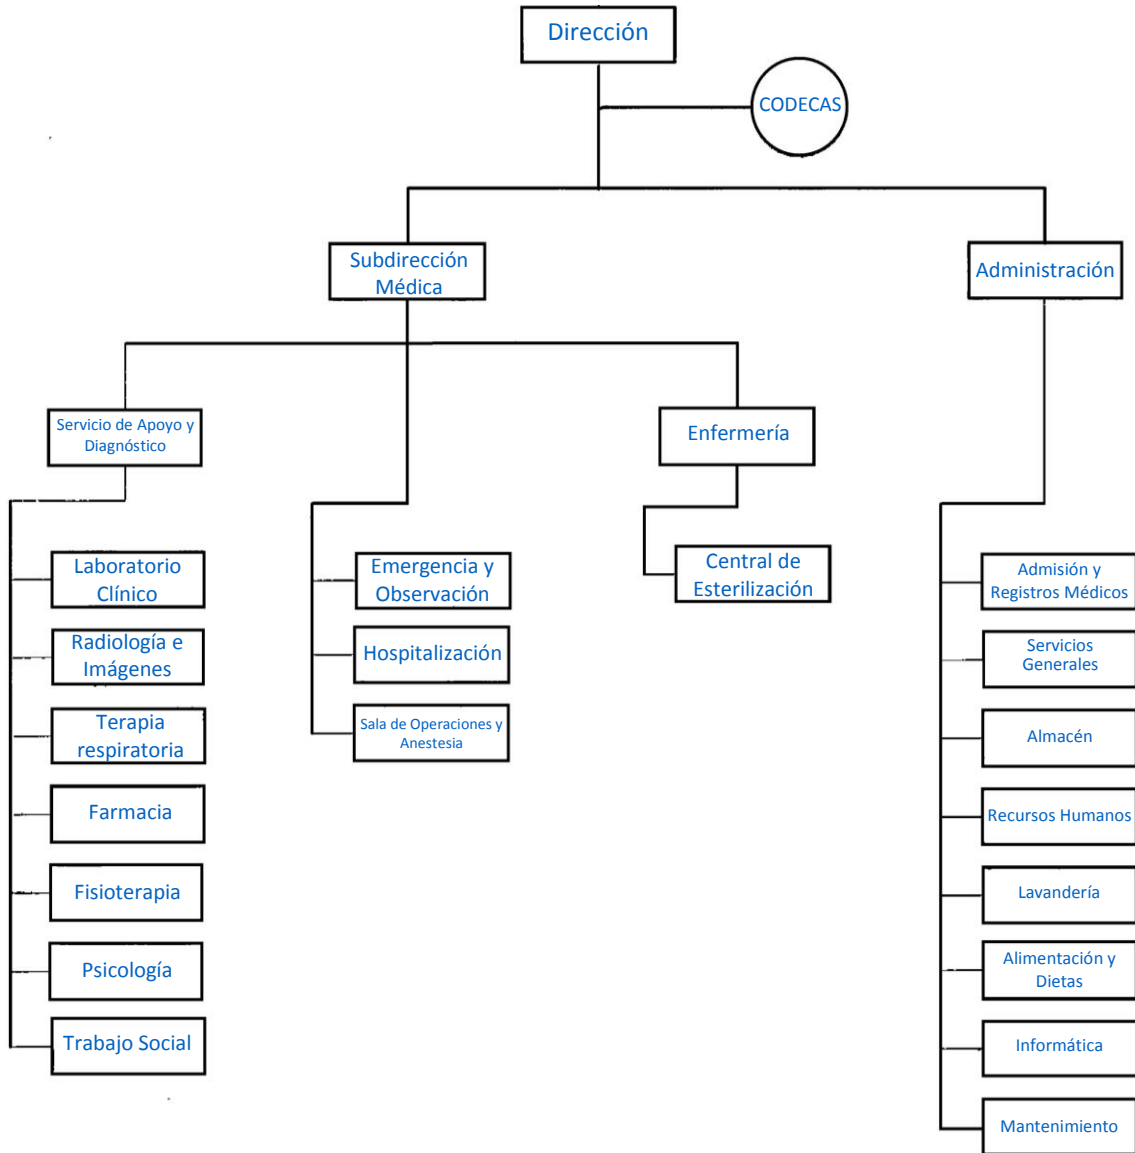 Dirección
CODECAS
Subdirección
Médica
Administración
Servicio de Apoyo y
Diagnóstico
Enfermería
Laboratorio
Clínico
Radiología e
Imágenes
Terapia
respiratoria
Farmacia
Fisioterapia
Psicología
Trabajo Social
Emergencia y
Observación
Hospitalización
Sala de Operaciones y
Anestesia
Central de
Esterilización
Admisión y
Registros Médicos
Servicios
Generales
Almacén
Recursos Humanos
Lavandería
Alimentación y
Dietas
Informática
Mantenimiento